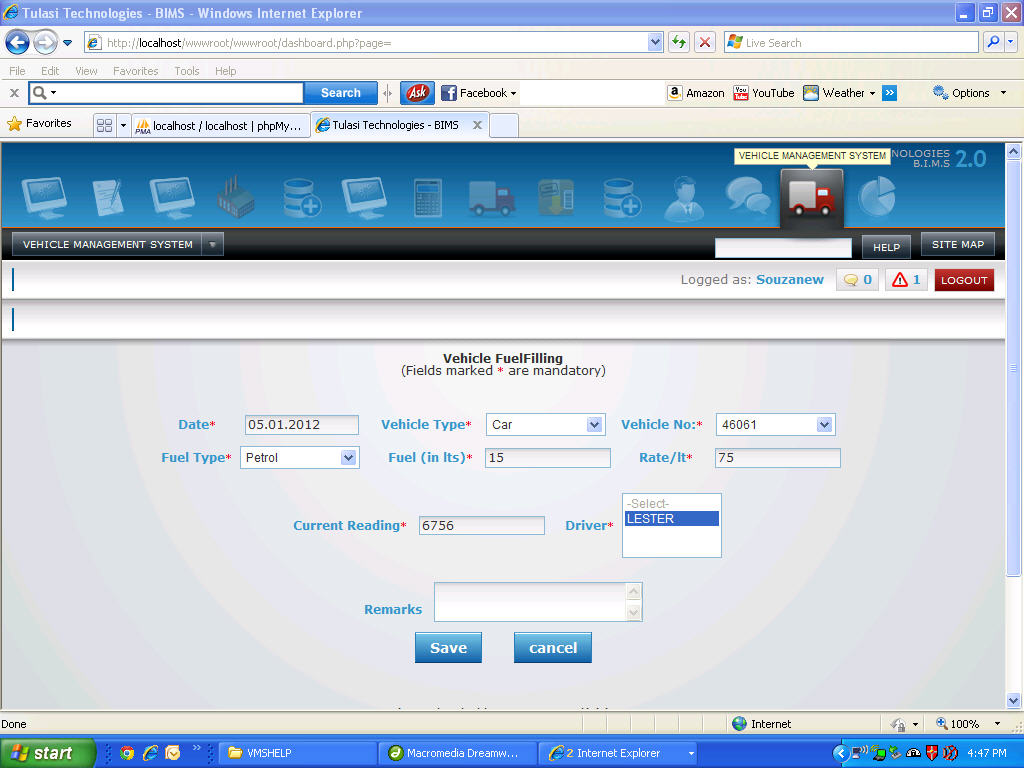 Tulasi Technologies - BIMS - Windows Internet Explorer
http://localhost/wwwroot/wwwroot/dashboard.php?page=
Live Search
File Edit View Favorites Tools Help
Search
Ask
Facebook
Amazon
YouTube
Weather
Options
Favorites
localhost / localhost | phpMy...
Tulasi Technologies - BIMS
VEHICLE MANAGEMENT SYSTEM
NOLOGIES
B.I.M.S
2.0
VEHICLE MANAGEMENT SYSTEM
HELP
SITE MAP
Logged as: Souzanew
0
1
LOGOUT
Vehicle FuelFilling
(Fields marked * are mandatory)
Date* 05.01.2012 Vehicle Type* Car Vehicle No:* 46061
Fuel Type* Petrol Fuel (in lts)* 15 Rate/lt* 75
-Select-
Current Reading* 6756 Driver* LESTER
Remarks
Save cancel
Done
Internet
100%
start
VMSHELP
Macromedia Dreamw...
2 Internet Explorer
4:47 PM